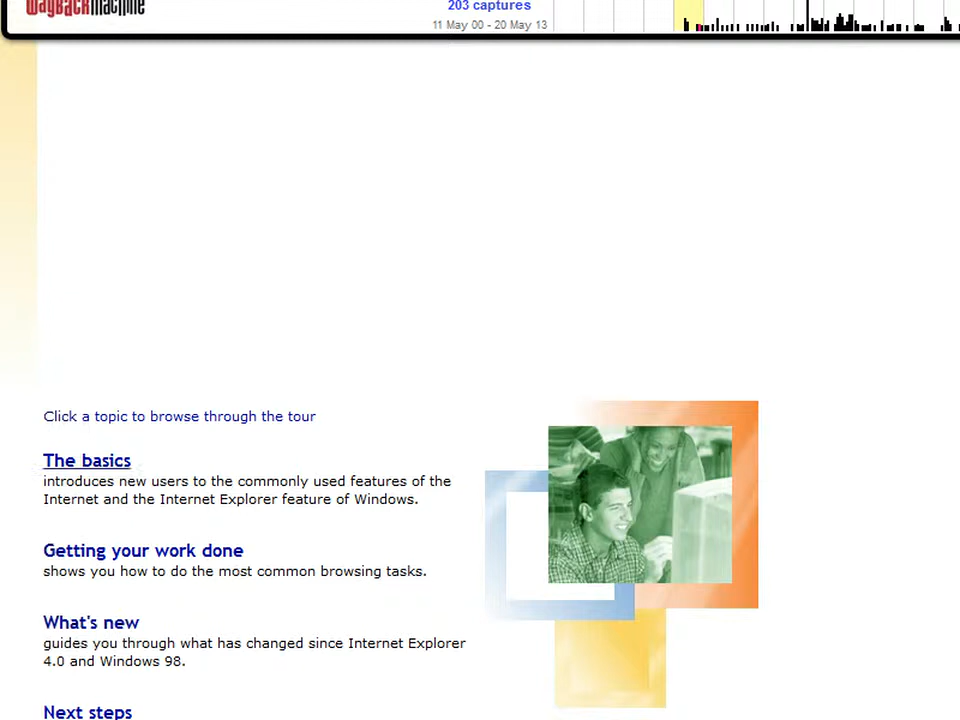 WayBackMachine
203 captures
11 May 00 - 20 May 13
Click a topic to browse through the tour
The basics
introduces new users to the commonly used features of the
Internet and the Internet Explorer feature of Windows.
Getting your work done
shows you how to do the most common browsing tasks.
What's new
guides you through what has changed since Internet Explorer
4.0 and Windows 98.
Next steps